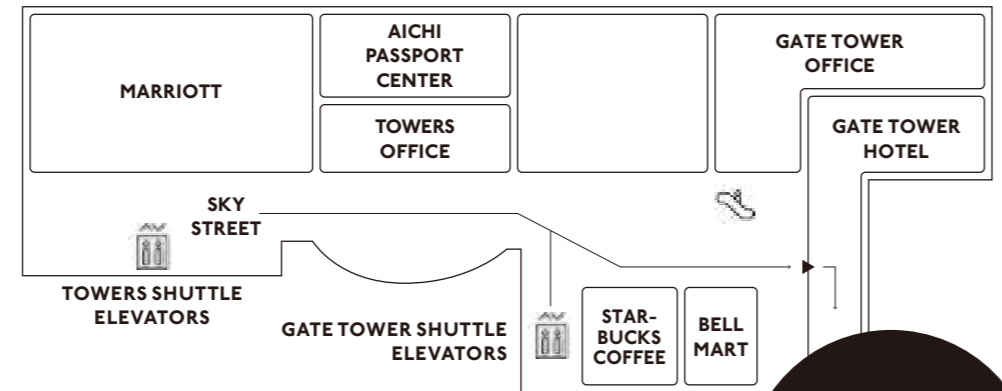 MARRIOTT
AICHI
PASSPORT
CENTER
TOWERS
OFFICE
GATE TOWER
OFFICE
GATE TOWER
HOTEL
SKY
STREET
TOWERS SHUTTLE
ELEVATORS
GATE TOWER SHUTTLE
ELEVATORS
STAR-
BUCKS
COFFEE
BELL
MART